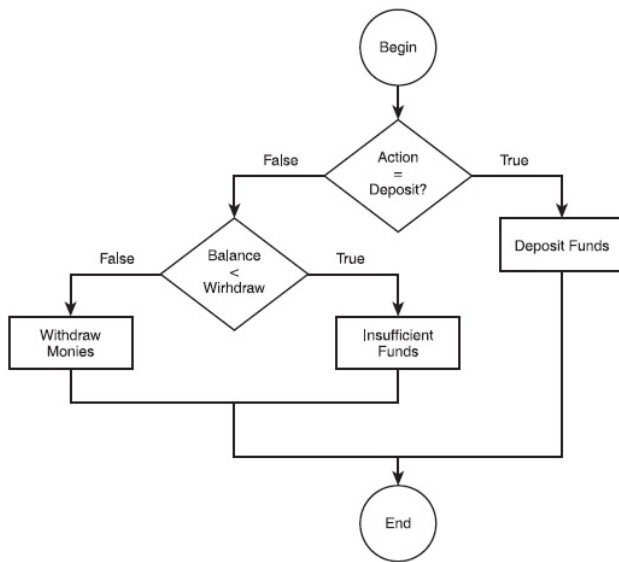 Begin
False
Action
=
Deposit?
True
Deposit Funds
False
Balance
<
Wirhdraw
True
Withdraw
Monies
Insufficient
Funds
End